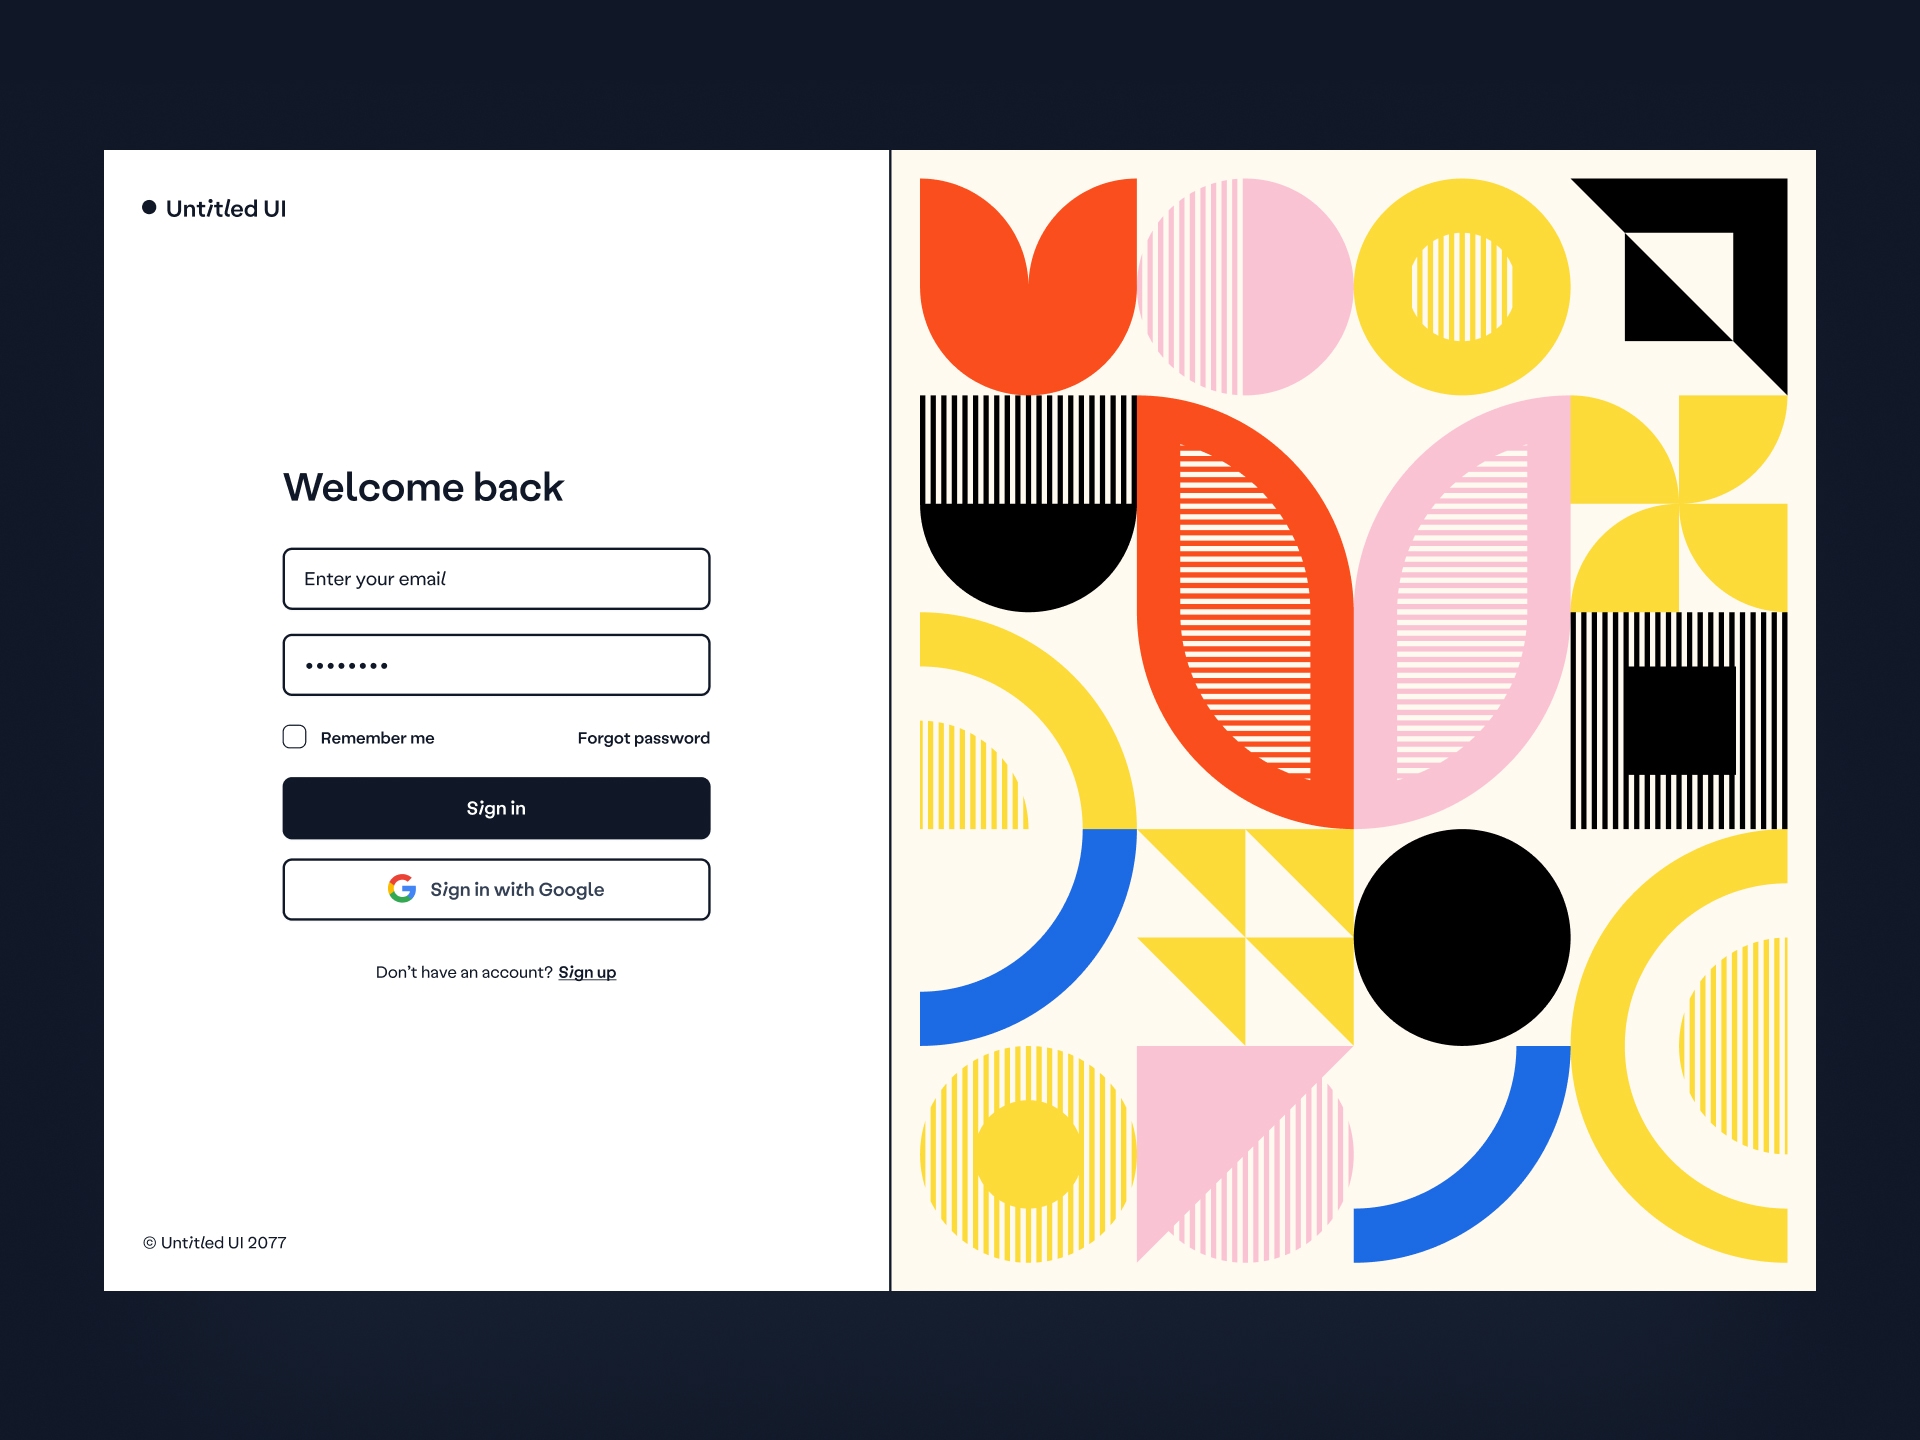 Untitled UI
Welcome back
Enter your email
••••••••
Remember me
Forgot password
Sign in
Sign in with Google
Don’t have an account? Sign up
© Untitled UI 2077